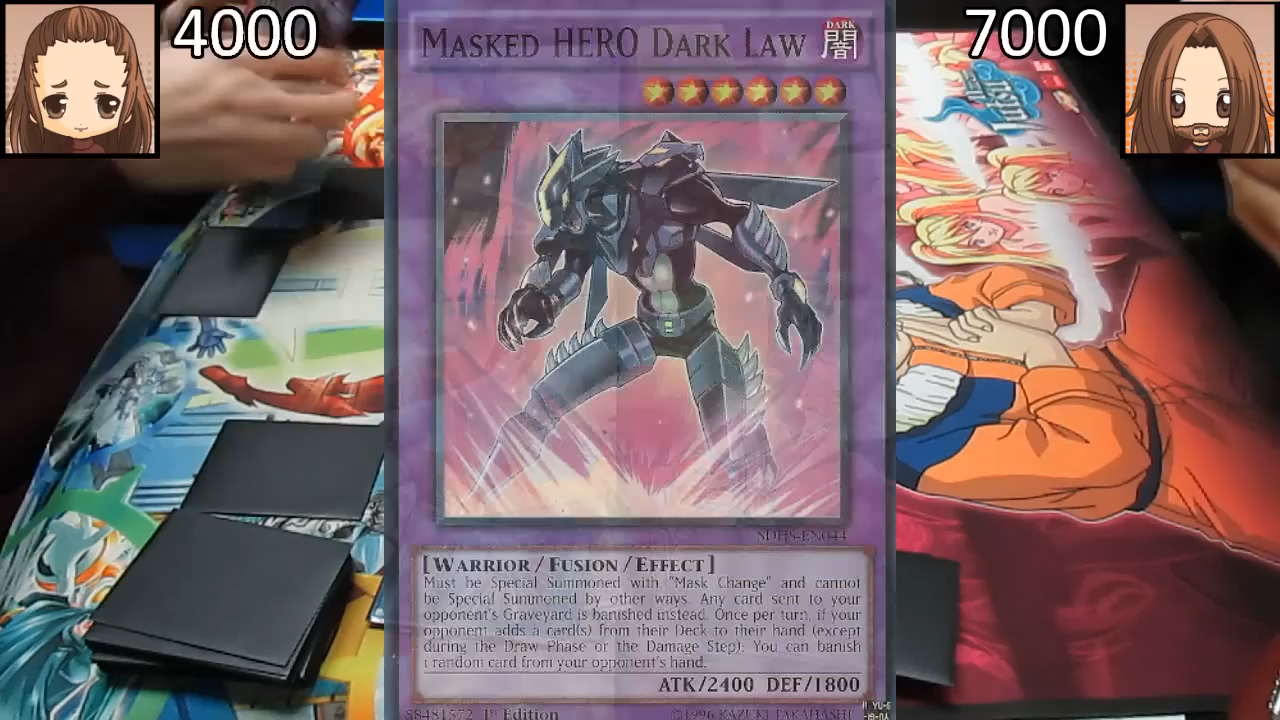 4000
7000
MASKED HERO DARK LAW
DARK
闇
[WARRIOR/FUSION/EFFECT]
SDHS-EN044
Must be Special Summoned with "Mask Change" and cannot
be Special Summoned by other ways. Any card sent to your
opponent's Graveyard is banished instead. Once per turn, if your
opponent adds a card(s) from their Deck to their hand (except
during the Draw Phase or the Damage Step): You can banish
1 random card from your opponent's hand.
ATK/2400 DEF/1800
58481572 1st Edition
©1996 KAZUKI TAKAHASHI